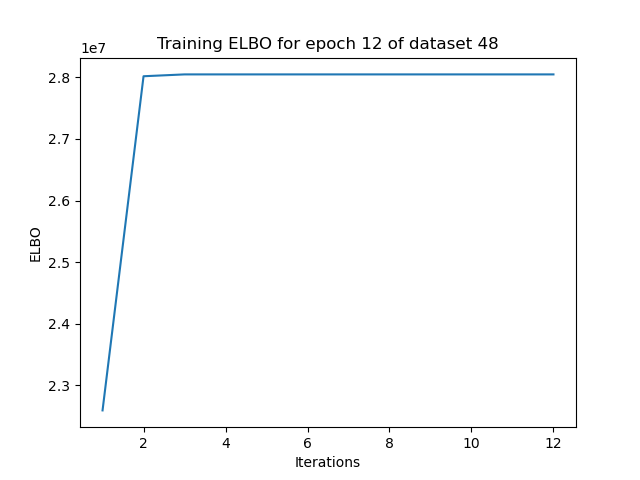 Training ELBO for epoch 12 of dataset 48
1e7
2.8
2.7
2.6
2.5
2.4
2.3
ELBO
2 4 6 8 10 12
Iterations